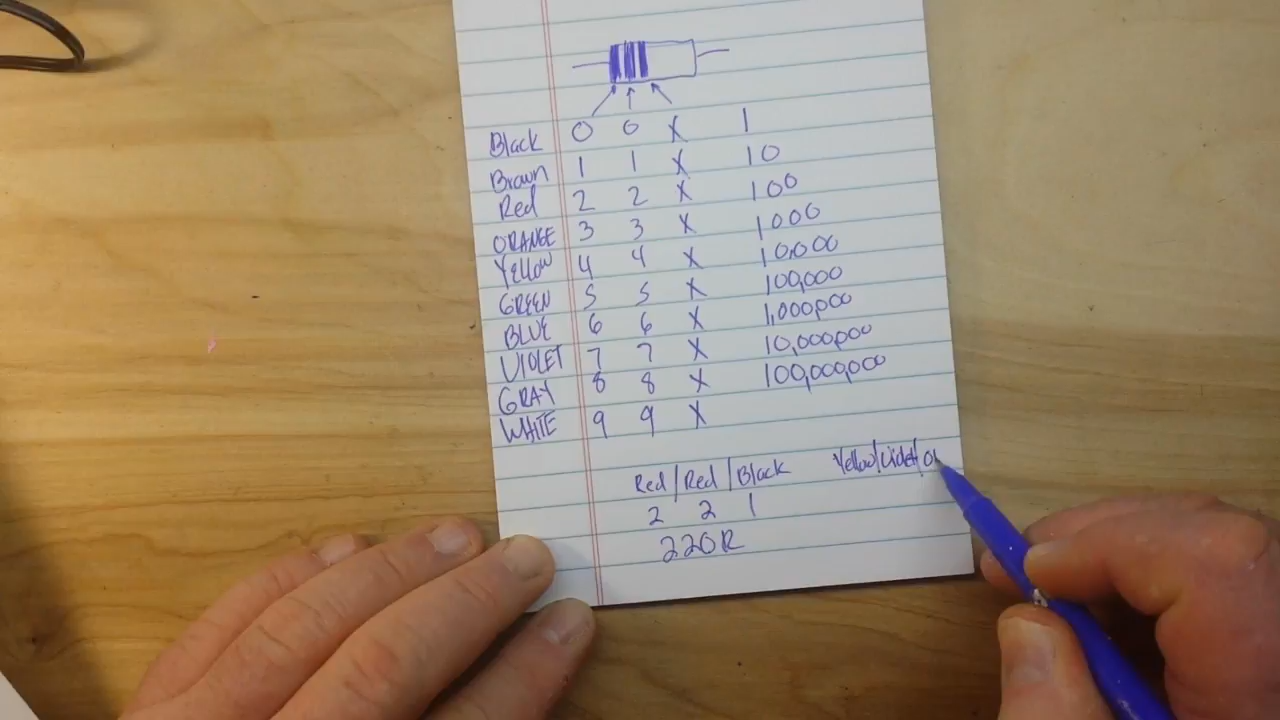 Black 0 0 X 1
Brown 1 1 X 10
Red 2 2 X 100
ORANGE 3 3 X 1000
Yellow 4 4 X 10,000
GREEN 5 5 X 100,000
BLUE 6 6 X 1,000,000
VIOLET 7 7 X 10,000,000
GRAY 8 8 X 100,000,000
WHITE 9 9 X
Red/Red/Black Yellow/Violet/O
2 2 1
220R